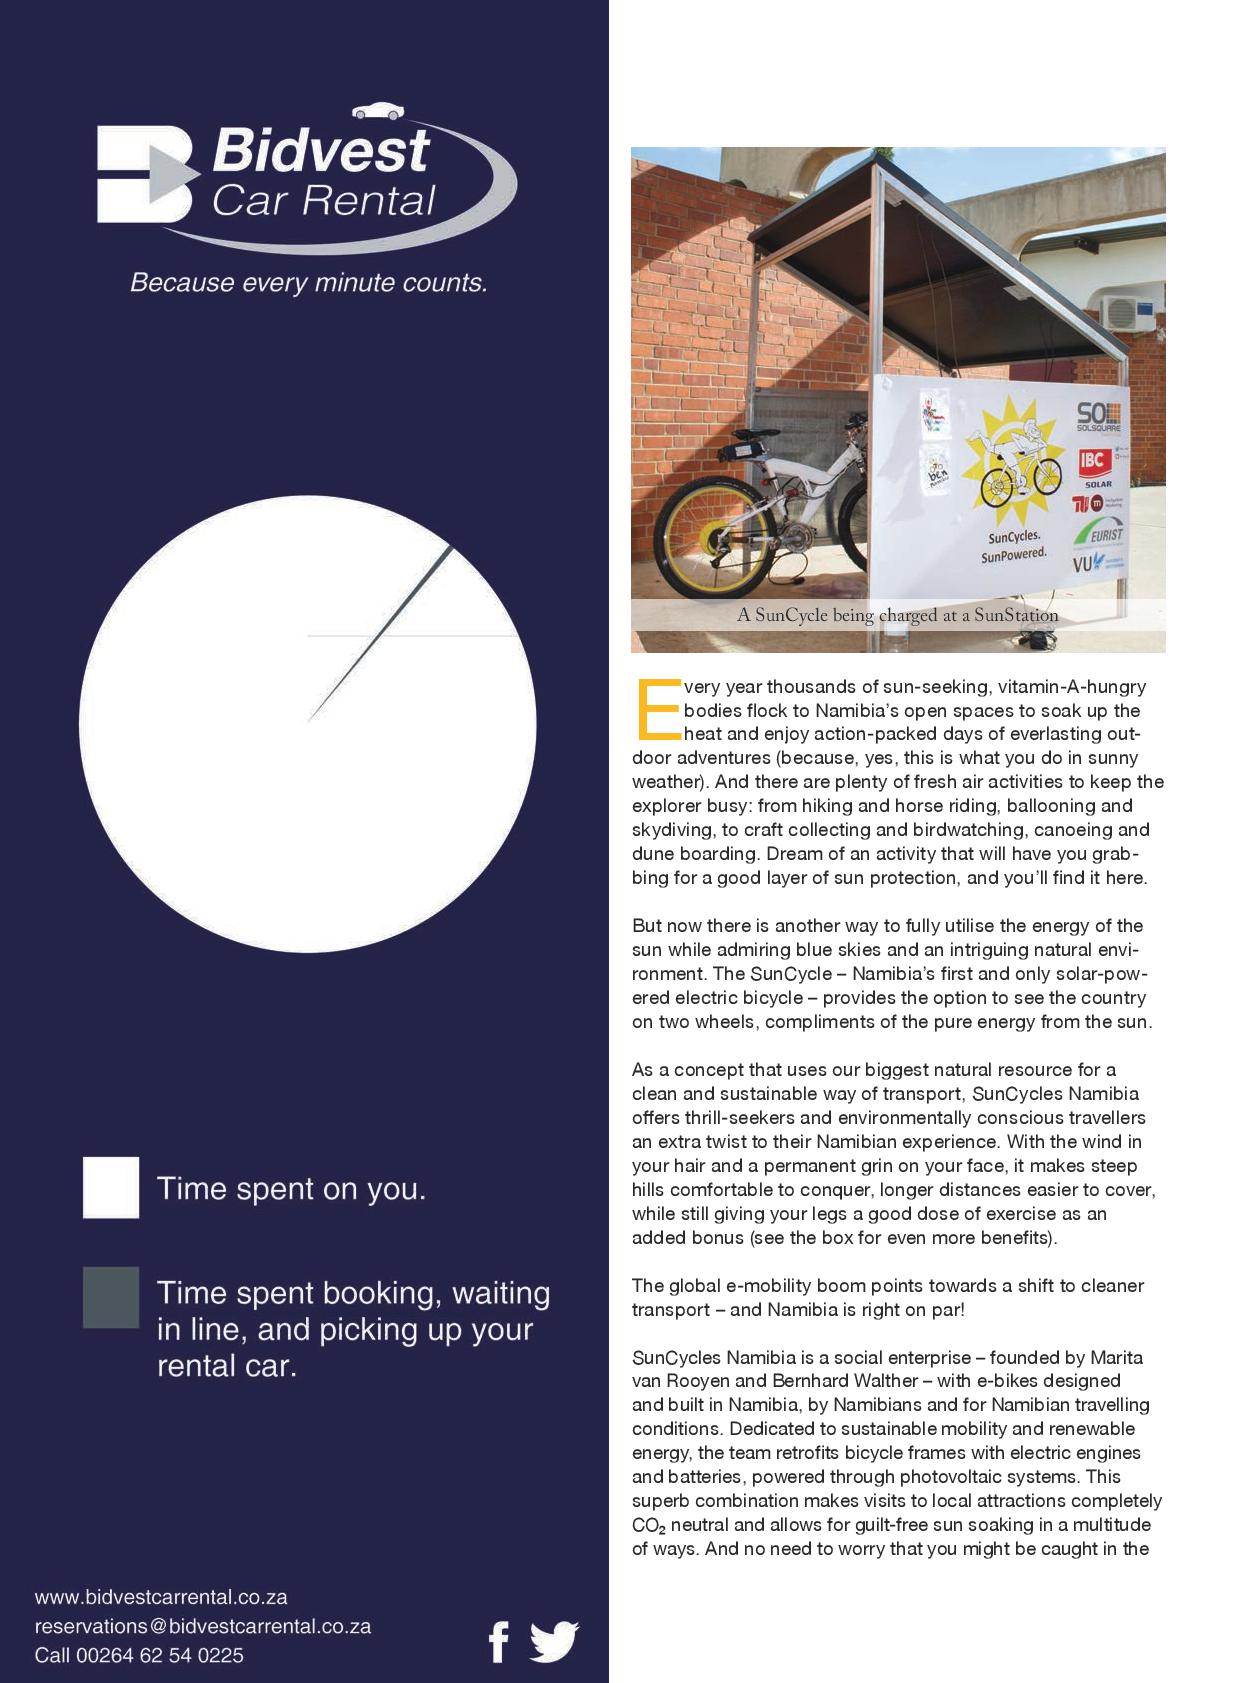 Bidvest
Car Rental
Because every minute counts.
Time spent on you.
Time spent booking, waiting
in line, and picking up your
rental car.
www.bidvestcarrental.co.za
reservations@bidvestcarrental.co.za
Call 00264 62 54 0225
SO
SOLSQUARE
IBC
SOLAR
EURIST
VU
ben
namibia
SunCycles.
SunPowered.
A SunCycle being charged at a SunStation
Every year thousands of sun-seeking, vitamin-A-hungry
bodies flock to Namibia's open spaces to soak up the
heat and enjoy action-packed days of everlasting out-
door adventures (because, yes, this is what you do in sunny
weather). And there are plenty of fresh air activities to keep the
explorer busy: from hiking and horse riding, ballooning and
skydiving, to craft collecting and birdwatching, canoeing and
dune boarding. Dream of an activity that will have you grab-
bing for a good layer of sun protection, and you'll find it here.
But now there is another way to fully utilise the energy of the
sun while admiring blue skies and an intriguing natural envi-
ronment. The SunCycle – Namibia's first and only solar-pow-
ered electric bicycle – provides the option to see the country
on two wheels, compliments of the pure energy from the sun.
As a concept that uses our biggest natural resource for a
clean and sustainable way of transport, SunCycles Namibia
offers thrill-seekers and environmentally conscious travellers
an extra twist to their Namibian experience. With the wind in
your hair and a permanent grin on your face, it makes steep
hills comfortable to conquer, longer distances easier to cover,
while still giving your legs a good dose of exercise as an
added bonus (see the box for even more benefits).
The global e-mobility boom points towards a shift to cleaner
transport – and Namibia is right on par!
SunCycles Namibia is a social enterprise – founded by Marita
van Rooyen and Bernhard Walther – with e-bikes designed
and built in Namibia, by Namibians and for Namibian travelling
conditions. Dedicated to sustainable mobility and renewable
energy, the team retrofits bicycle frames with electric engines
and batteries, powered through photovoltaic systems. This
superb combination makes visits to local attractions completely
CO₂ neutral and allows for guilt-free sun soaking in a multitude
of ways. And no need to worry that you might be caught in the